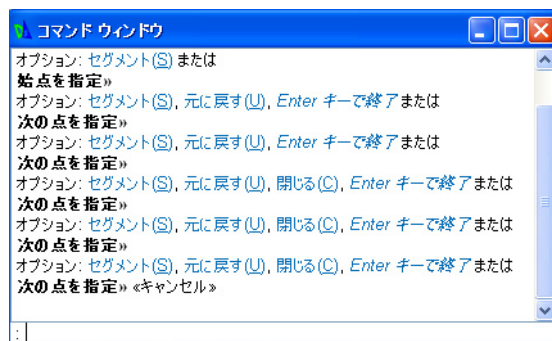 コマンド ウィンドウ
オプション: セグメント(S) または
始点を指定»
オプション: セグメント(S), 元に戻す(U), Enter キーで終了または
次の点を指定»
オプション: セグメント(S), 元に戻す(U), Enter キーで終了または
次の点を指定»
オプション: セグメント(S), 元に戻す(U), 閉じる(C), Enter キーで終了または
次の点を指定»
オプション: セグメント(S), 元に戻す(U), 閉じる(C), Enter キーで終了または
次の点を指定»
オプション: セグメント(S), 元に戻す(U), 閉じる(C), Enter キーで終了または
次の点を指定» «キャンセル»
: